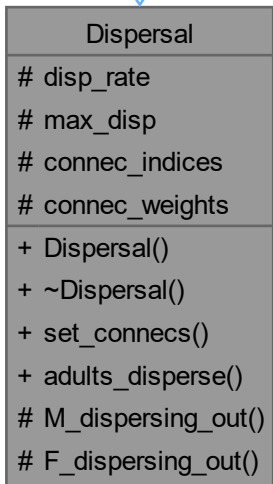 Dispersal
# disp_rate
# max_disp
# connec_indices
# connec_weights
+ Dispersal()
+ ~Dispersal()
+ set_connecs()
+ adults_disperse()
# M_dispersing_out()
# F_dispersing_out()